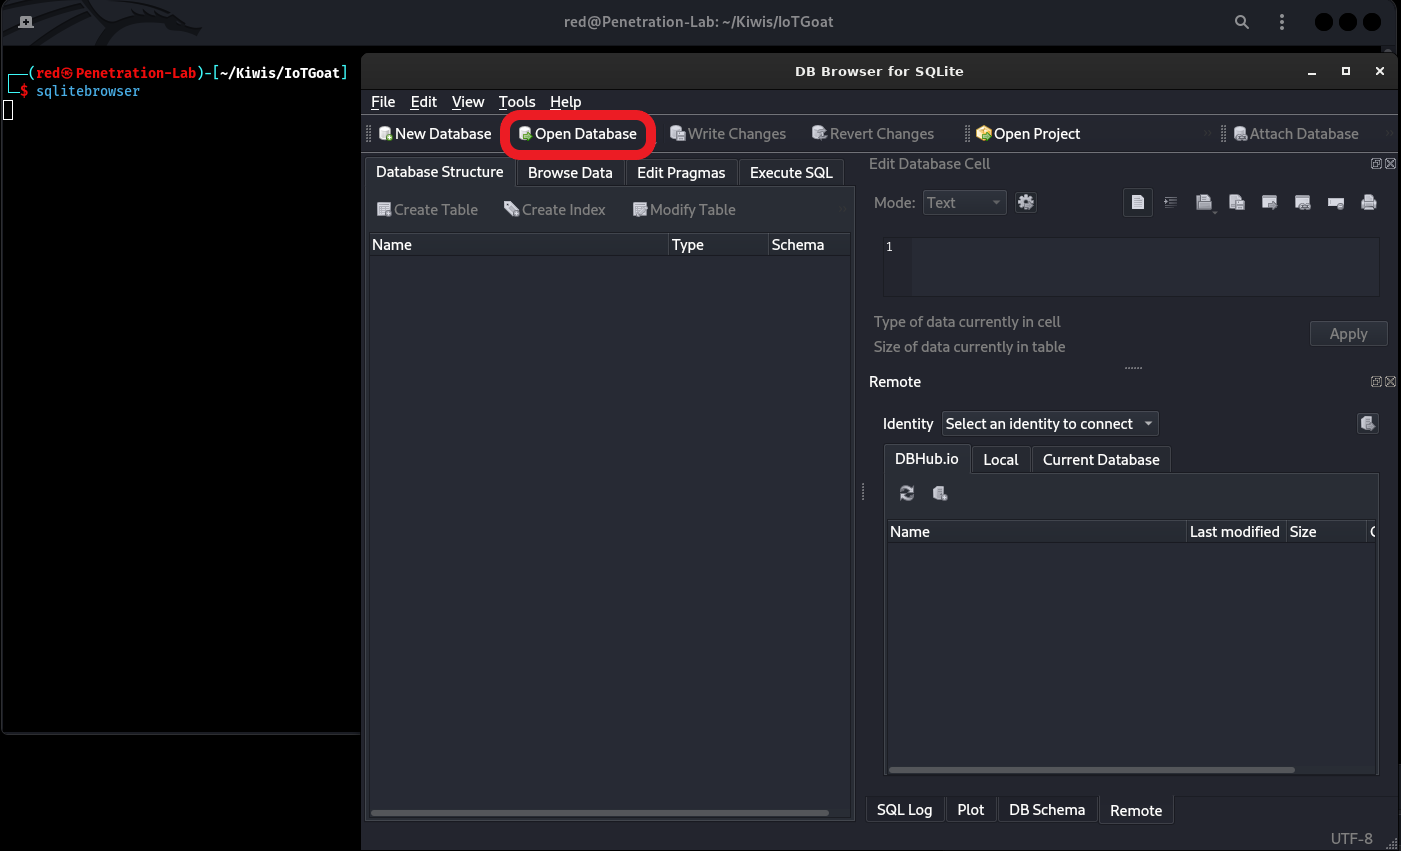 red@Penetration-Lab: ~/Kiwis/IoTGoat
┌──(red㉿Penetration-Lab)-[~/Kiwis/IoTGoat]
└─$ sqlitebrowser
DB Browser for SQLite
File Edit View Tools Help
New Database Open Database Write Changes Revert Changes Open Project Attach Database
Database Structure Browse Data Edit Pragmas Execute SQL
Create Table Create Index Modify Table
Name Type Schema
Edit Database Cell
Mode: Text
1
Type of data currently in cell
Size of data currently in table
Apply
Remote
Identity Select an identity to connect
DBHub.io Local Current Database
Name Last modified Size
SQL Log Plot DB Schema Remote
UTF-8